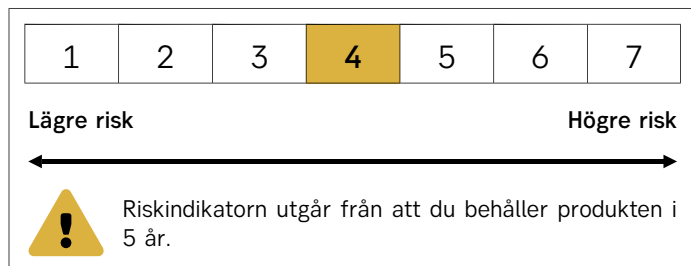 1 2 3 4 5 6 7
Lägre risk Högre risk
Riskindikatorn utgår från att du behåller produkten i
5 år.